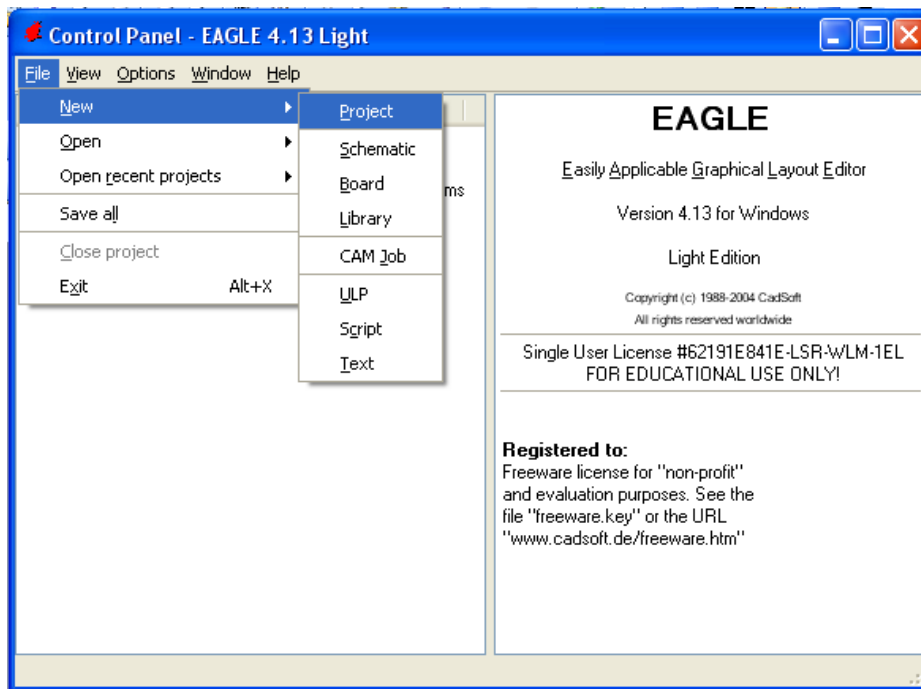 Control Panel - EAGLE 4.13 Light
File View Options Window Help
New
Open
Open recent projects
Save all
Close project
Exit Alt+X
Project
Schematic
Board
Library
CAM Job
ULP
Script
Text
ms
EAGLE
Easily Applicable Graphical Layout Editor
Version 4.13 for Windows
Light Edition
Copyright (c) 1988-2004 CadSoft
All rights reserved worldwide
Single User License #62191E841E-LSR-WLM-1EL
FOR EDUCATIONAL USE ONLY!
Registered to:
Freeware license for "non-profit"
and evaluation purposes. See the
file "freeware.key" or the URL
"www.cadsoft.de/freeware.htm"